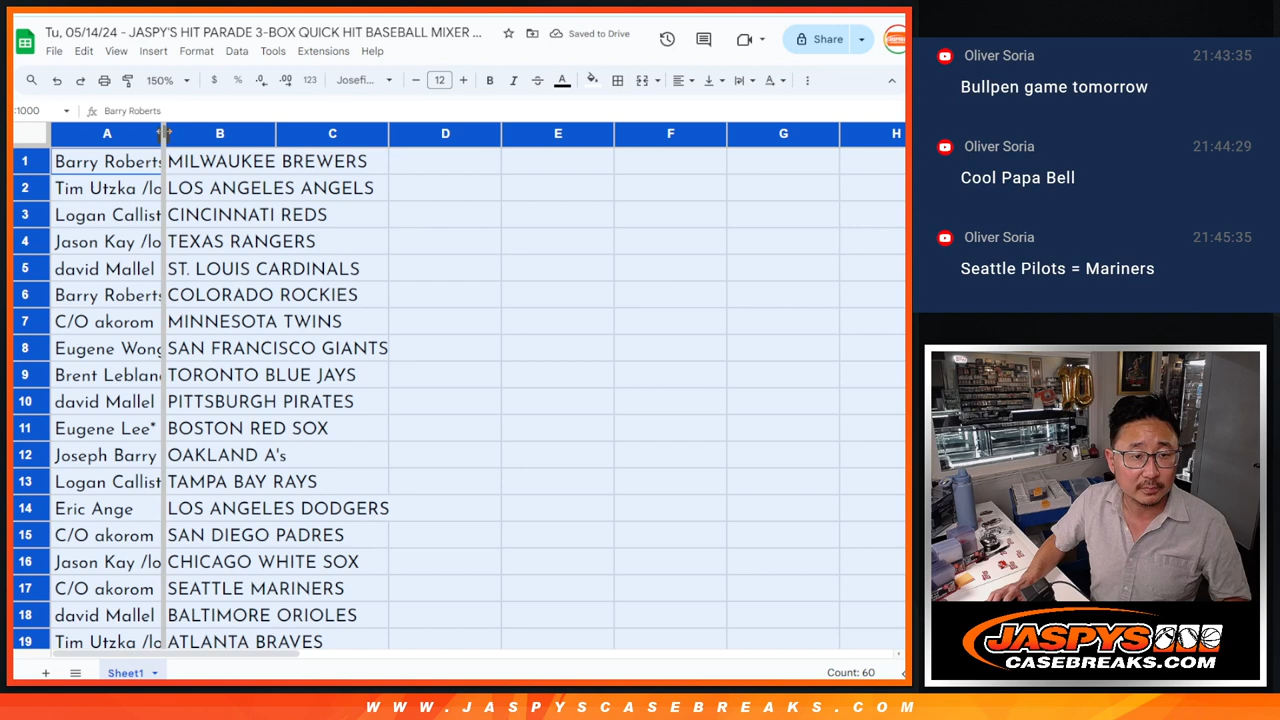 Tu, 05/14/24 - JASPY'S HIT PARADE 3-BOX QUICK HIT BASEBALL MIXER ...
Saved to Drive
File Edit View Insert Format Data Tools Extensions Help
Share
150% $ % .0 .00 123 Josefi... 12 B I A
:1000 fx Barry Roberts
A B C D E F G H
1 Barry Roberts MILWAUKEE BREWERS
2 Tim Utzka /lo LOS ANGELES ANGELS
3 Logan Callist CINCINNATI REDS
4 Jason Kay /lo TEXAS RANGERS
5 david Mallel ST. LOUIS CARDINALS
6 Barry Roberts COLORADO ROCKIES
7 C/O akorom MINNESOTA TWINS
8 Eugene Wong SAN FRANCISCO GIANTS
9 Brent Leblan TORONTO BLUE JAYS
10 david Mallel PITTSBURGH PIRATES
11 Eugene Lee* BOSTON RED SOX
12 Joseph Barry OAKLAND A's
13 Logan Callist TAMPA BAY RAYS
14 Eric Ange LOS ANGELES DODGERS
15 C/O akorom SAN DIEGO PADRES
16 Jason Kay /lo CHICAGO WHITE SOX
17 C/O akorom SEATTLE MARINERS
18 david Mallel BALTIMORE ORIOLES
19 Tim Utzka /lo ATLANTA BRAVES
Sheet1
Count: 60
Oliver Soria 21:43:35
Bullpen game tomorrow
Oliver Soria 21:44:29
Cool Papa Bell
Oliver Soria 21:45:35
Seattle Pilots = Mariners
10
JASPYS
CASEBREAKS.COM
WWW.JASPYSCASEBREAKS.COM